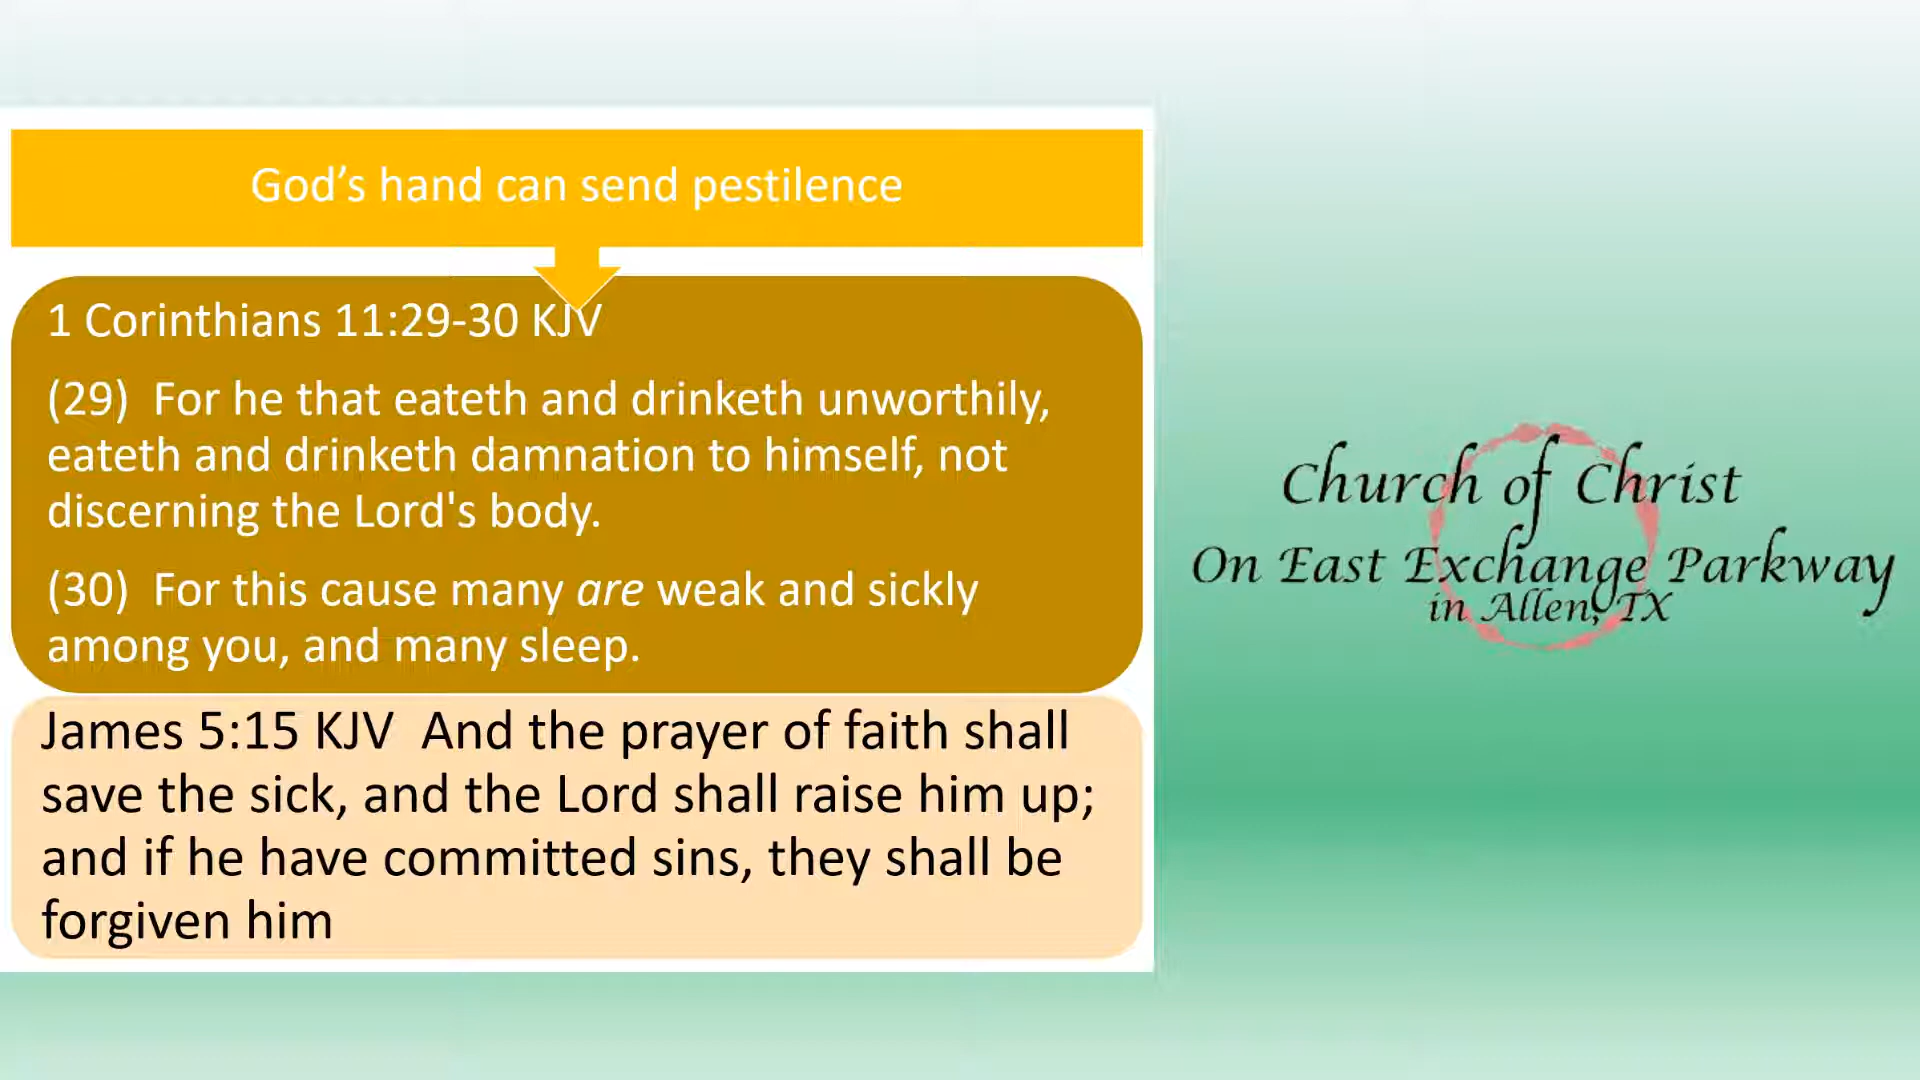 God’s hand can send pestilence
1 Corinthians 11:29-30 KJV
(29)  For he that eateth and drinketh unworthily,
eateth and drinketh damnation to himself, not
discerning the Lord's body.
(30)  For this cause many are weak and sickly
among you, and many sleep.
James 5:15 KJV  And the prayer of faith shall
save the sick, and the Lord shall raise him up;
and if he have committed sins, they shall be
forgiven him
Church of Christ
On East Exchange Parkway
in Allen, TX